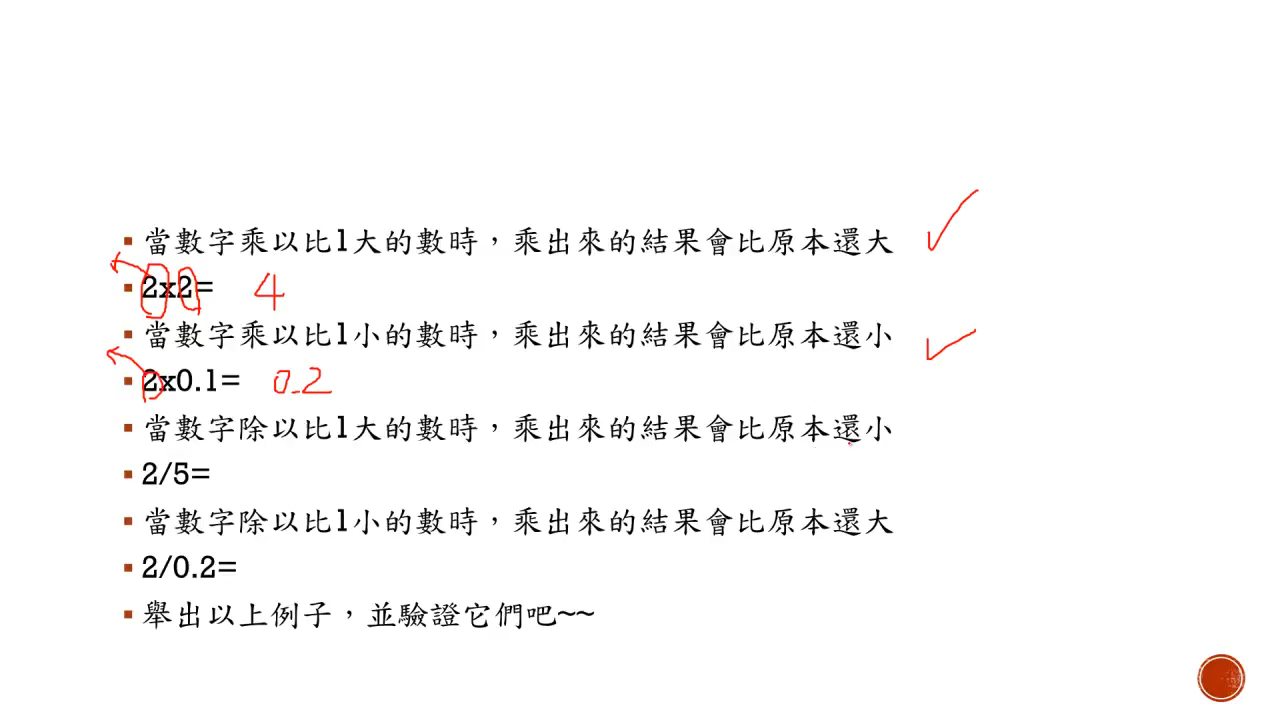 當數字乘以比1大的數時，乘出來的結果會比原本還大
2x2= 4
當數字乘以比1小的數時，乘出來的結果會比原本還小
2x0.1= 0.2
當數字除以比1大的數時，乘出來的結果會比原本還小
2/5=
當數字除以比1小的數時，乘出來的結果會比原本還大
2/0.2=
舉出以上例子，並驗證它們吧~~